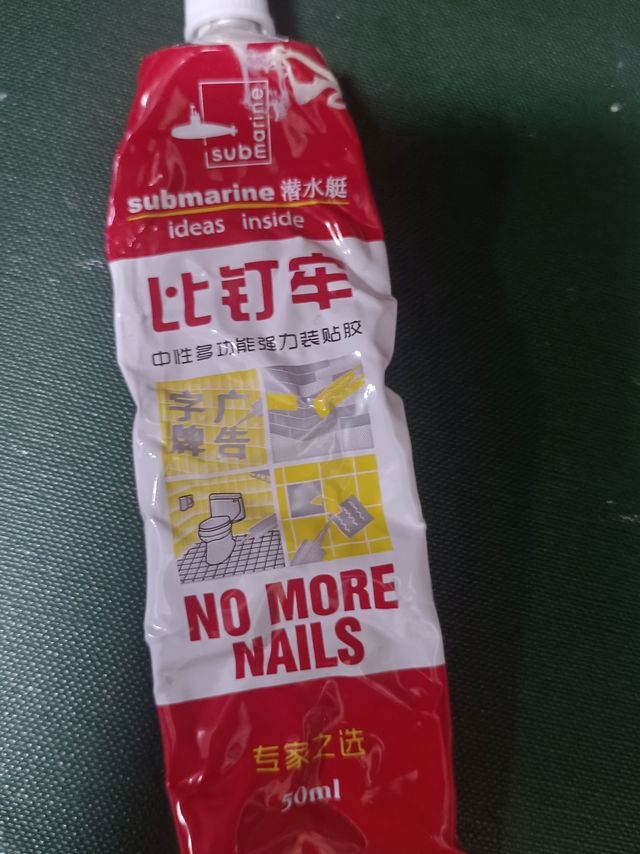 submarine
submarine 潜水艇
ideas inside
比钉牢
中性多功能强力装贴胶
字广
牌告
NO MORE
NAILS
专家之选
50ml